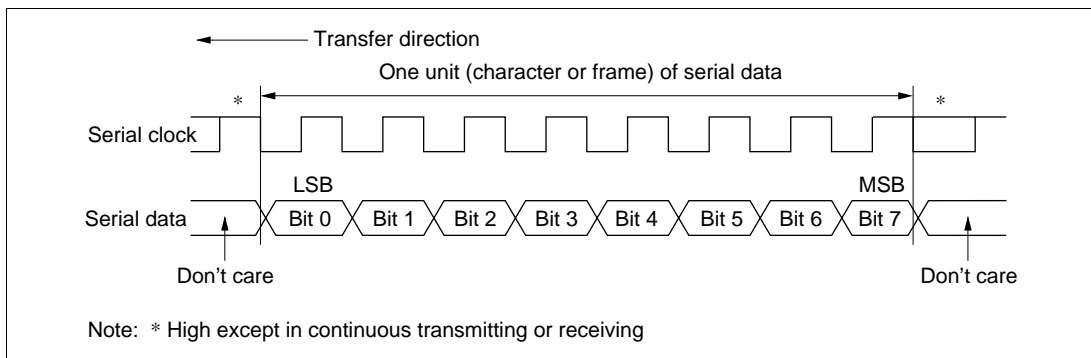 Transfer direction
One unit (character or frame) of serial data
* *
Serial clock
LSB MSB
Serial data Bit 0 Bit 1 Bit 2 Bit 3 Bit 4 Bit 5 Bit 6 Bit 7
Don’t care Don’t care
Note: * High except in continuous transmitting or receiving